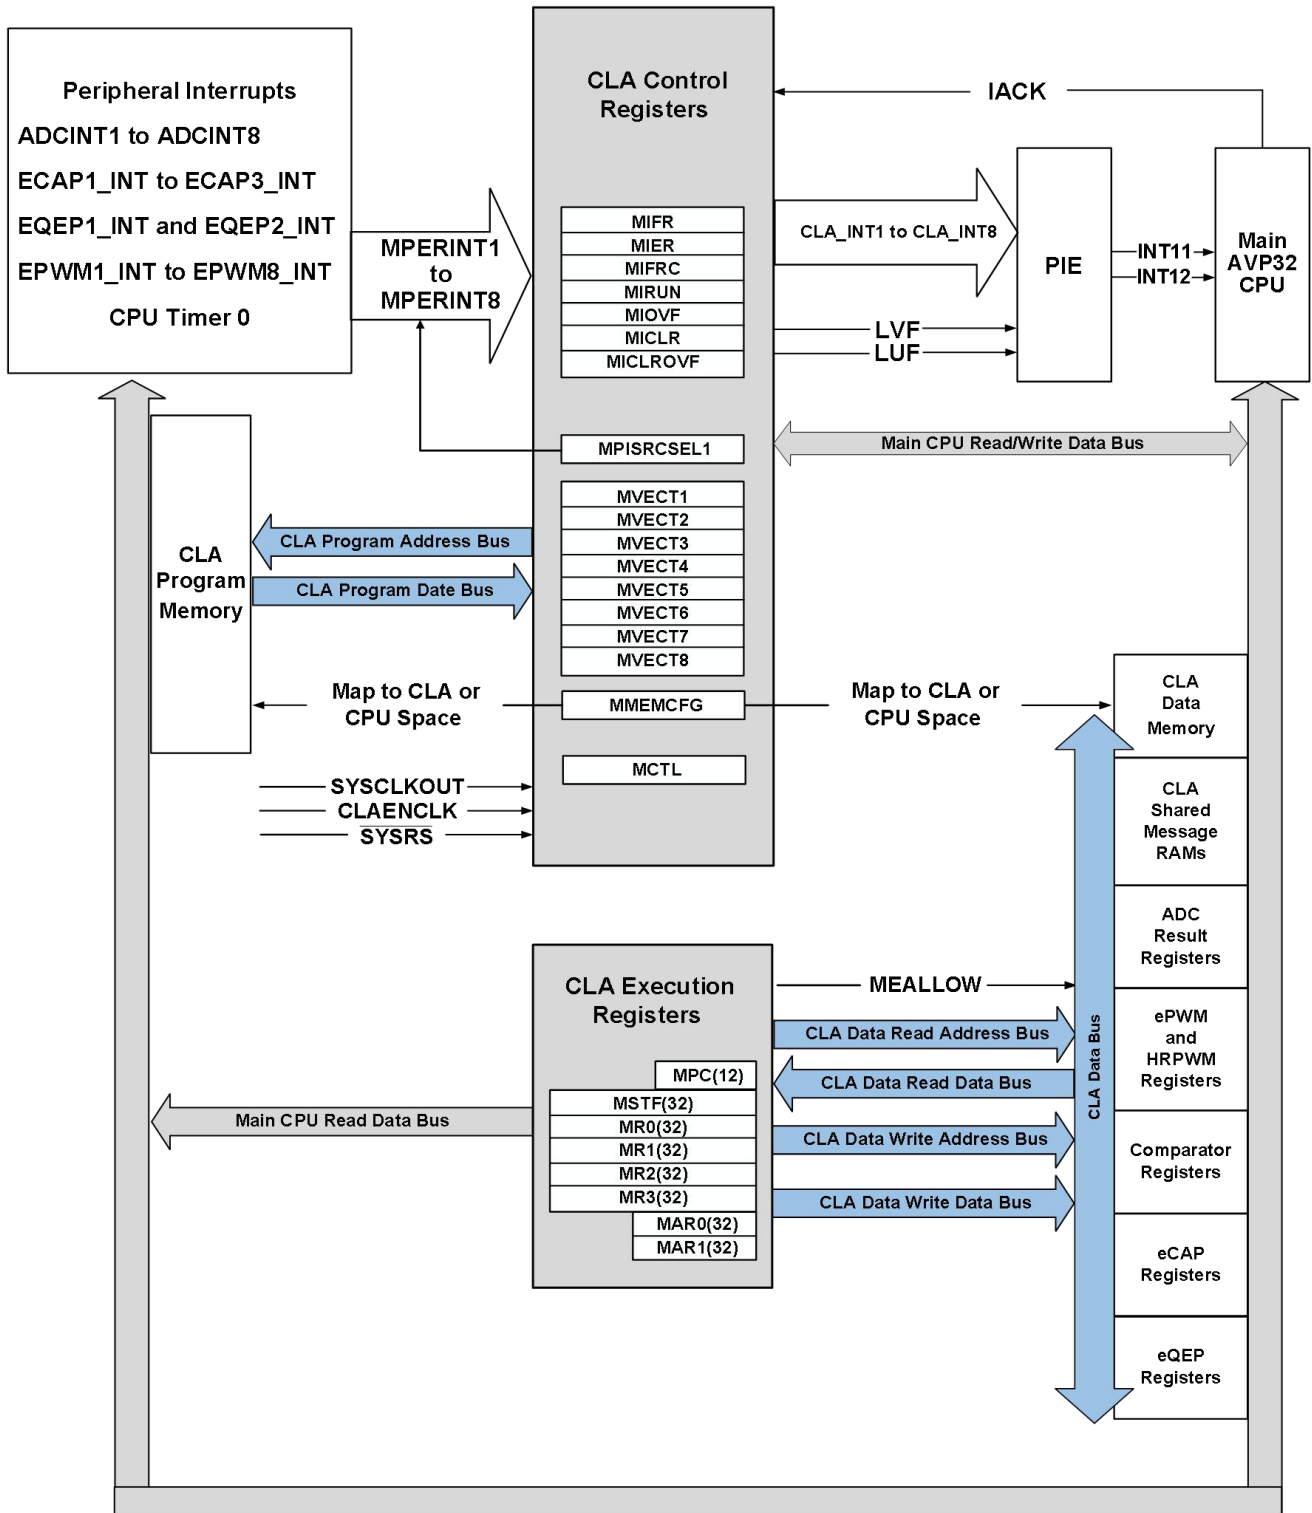 Peripheral Interrupts
ADCINT1 to ADCINT8
ECAP1_INT to ECAP3_INT
EQEP1_INT and EQEP2_INT
EPWM1_INT to EPWM8_INT
CPU Timer 0
MPERINT1
to
MPERINT8
CLA Control
Registers
MIFR
MIER
MIFRC
MIRUN
MIOVF
MICLR
MICLROVF
MPISRCSEL1
MVECT1
MVECT2
MVECT3
MVECT4
MVECT5
MVECT6
MVECT7
MVECT8
MMEMCFG
MCTL
IACK
CLA_INT1 to CLA_INT8
LVF
LUF
PIE
INT11
INT12
Main
AVP32
CPU
Main CPU Read/Write Data Bus
CLA
Program
Memory
CLA Program Address Bus
CLA Program Date Bus
Map to CLA or
CPU Space
Map to CLA or
CPU Space
SYSCLKOUT
CLAENCLK
SYSRS
CLA
Data
Memory
CLA
Shared
Message
RAMs
ADC
Result
Registers
ePWM
and
HRPWM
Registers
Comparator
Registers
eCAP
Registers
eQEP
Registers
CLA Data Bus
CLA Execution
Registers
MPC(12)
MSTF(32)
MR0(32)
MR1(32)
MR2(32)
MR3(32)
MAR0(32)
MAR1(32)
MEALLOW
CLA Data Read Address Bus
CLA Data Read Data Bus
CLA Data Write Address Bus
CLA Data Write Data Bus
Main CPU Read Data Bus